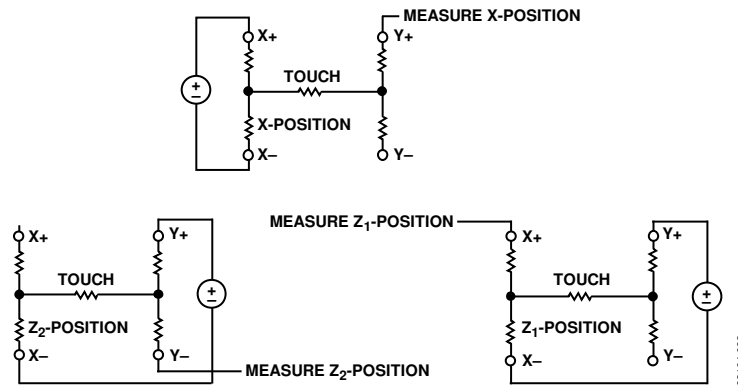 MEASURE X-POSITION
X+
Y+
TOUCH
X-POSITION
X–
Y–
MEASURE Z1-POSITION
X+
Y+
TOUCH
Z2-POSITION
X–
Y–
MEASURE Z2-POSITION
X+
Y+
TOUCH
Z1-POSITION
X–
Y–